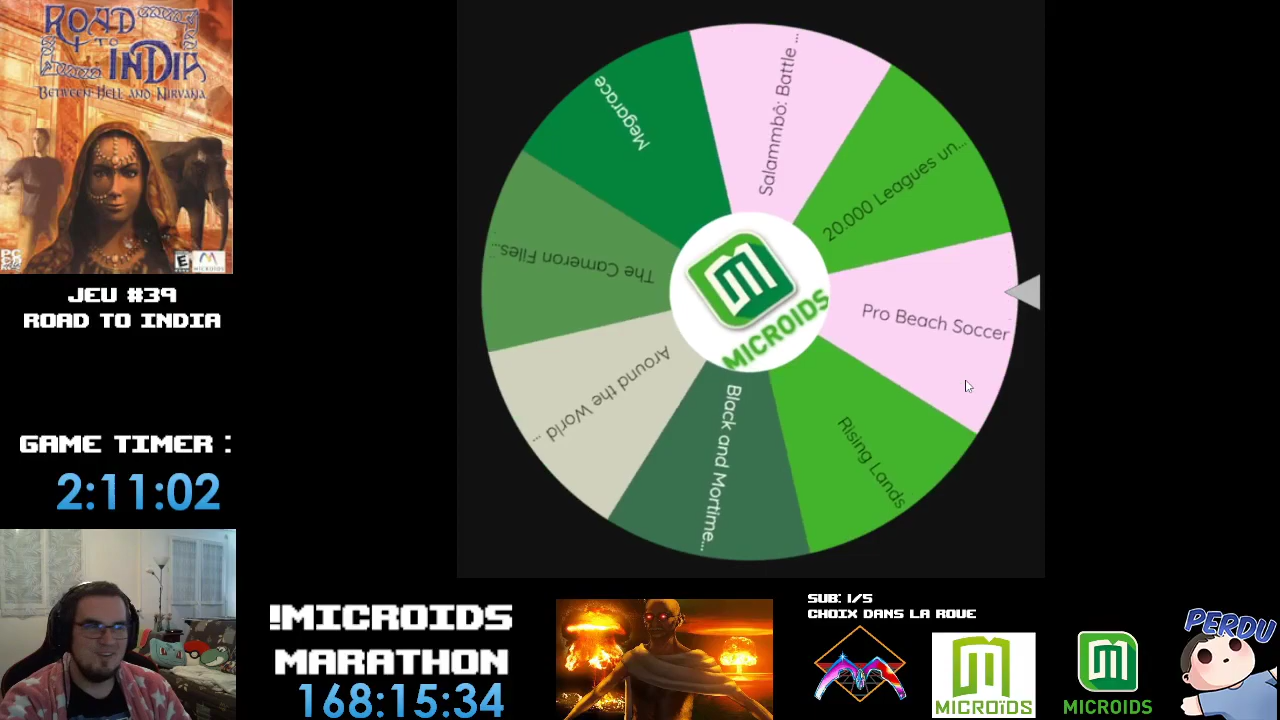 ROAD
TO
INDIA
BETWEEN HELL AND NIRVANA
PC
E
MICROIDS
JEU #39
ROAD TO INDIA
GAME TIMER :
2:11:02
Megarace
Salammbô: Battle ...
20.000 Leagues un...
Pro Beach Soccer
Rising Lands
Black and Mortime...
Around the World ...
The Cameron Files...
MICROIDS
!MICROIDS
MARATHON
168:15:34
SUB: 1/5
CHOIX DANS LA ROUE
MICROÏDS
MICROIDS
PERDU